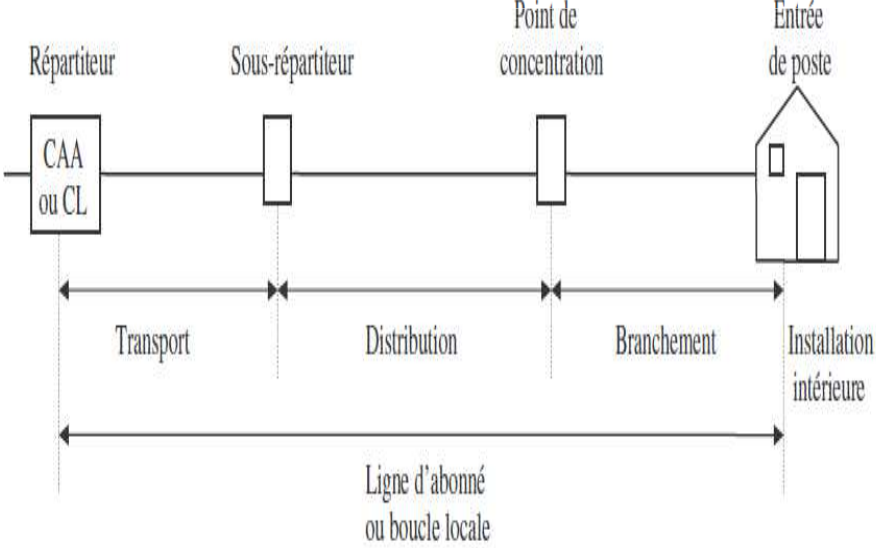 Répartiteur
Sous-répartiteur
Point de
concentration
Entrée
de poste
CAA
ou CL
Transport
Distribution
Branchement
Installation
intérieure
Ligne d'abonné
ou boucle locale